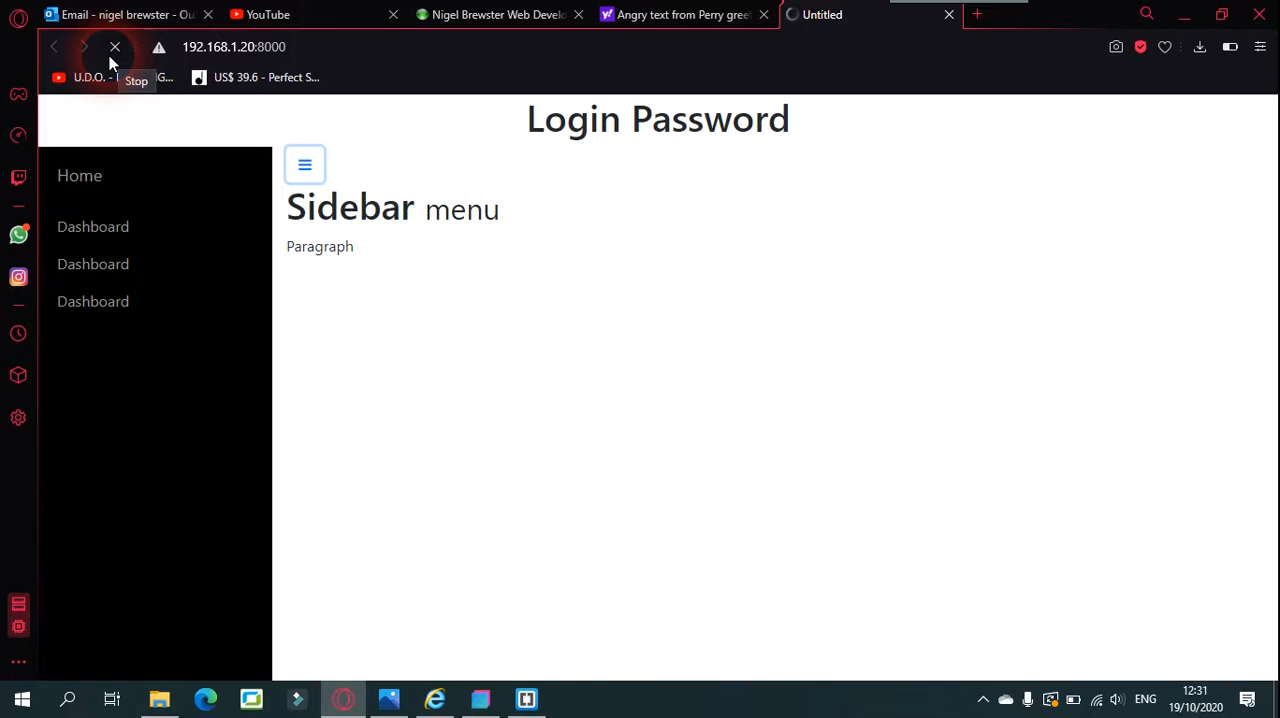 Email - nigel brewster - Ou
YouTube
Nigel Brewster Web Develo
Angry text from Perry gree
Untitled
192.168.1.20:8000
U.D.O. -
G...
US$ 39.6 - Perfect S...
Stop
Login Password
Home
Dashboard
Dashboard
Dashboard
Sidebar menu
Paragraph
ENG
12:31
19/10/2020